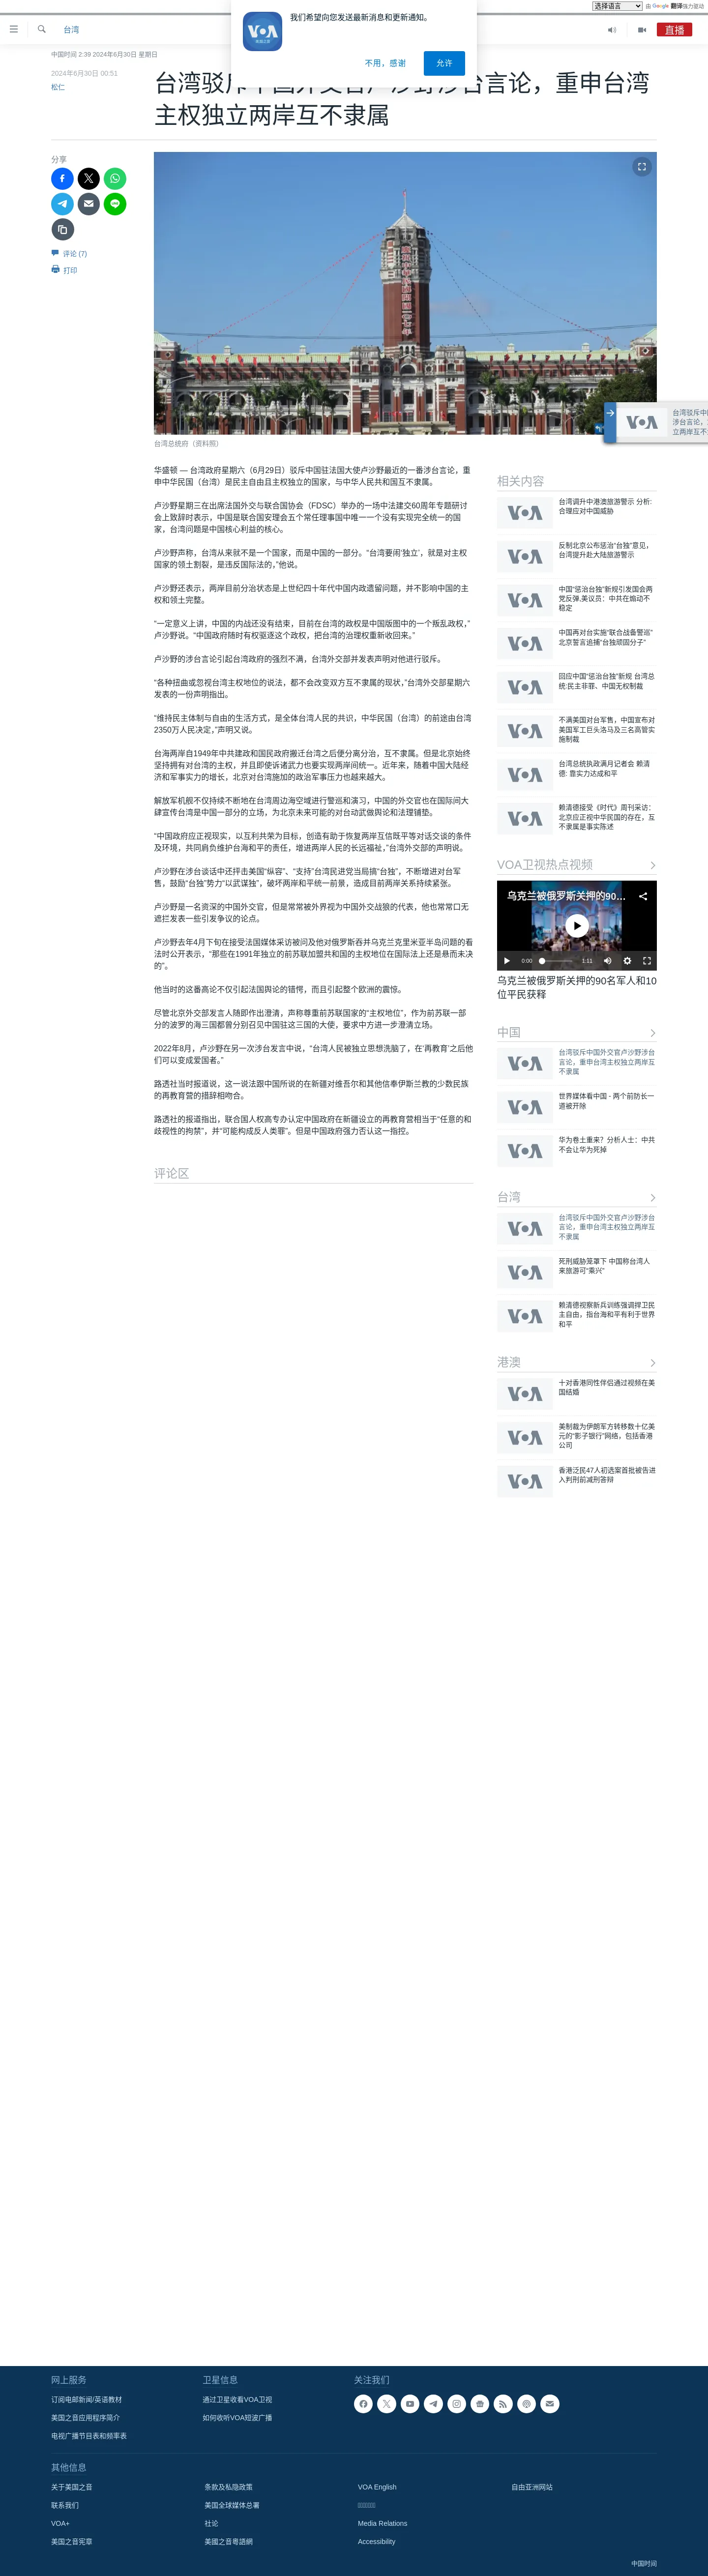 选择语言 由 Google 翻译强力驱动
我们希望向您发送最新消息和更新通知。
不用，感谢
允许
台湾
直播
中国时间 2:39 2024年6月30日 星期日
2024年6月30日 00:51
松仁
台湾驳斥中国外交官卢沙野涉台言论，重申台湾
主权独立两岸互不隶属
分享
评论 (7)
打印
台湾总统府（资料照）
台湾驳斥中
涉台言论，
立两岸互不
华盛顿 — 台湾政府星期六（6月29日）驳斥中国驻法国大使卢沙野最近的一番涉台言论，重
申中华民国（台湾）是民主自由且主权独立的国家，与中华人民共和国互不隶属。
卢沙野星期三在出席法国外交与联合国协会（FDSC）举办的一场中法建交60周年专题研讨
会上致辞时表示，中国是联合国安理会五个常任理事国中唯一一个没有实现完全统一的国
家，台湾问题是中国核心利益的核心。
卢沙野声称，台湾从来就不是一个国家，而是中国的一部分。“台湾要闹‘独立’，就是对主权
国家的领土割裂，是违反国际法的，”他说。
卢沙野还表示，两岸目前分治状态是上世纪四十年代中国内政遗留问题，并不影响中国的主
权和领土完整。
“一定意义上讲，中国的内战还没有结束，目前在台湾的政权是中国版图中的一个叛乱政权，”
卢沙野说。“中国政府随时有权驱逐这个政权，把台湾的治理权重新收回来。”
卢沙野的涉台言论引起台湾政府的强烈不满，台湾外交部并发表声明对他进行驳斥。
“各种扭曲或忽视台湾主权地位的说法，都不会改变双方互不隶属的现状，”台湾外交部星期六
发表的一份声明指出。
“维持民主体制与自由的生活方式，是全体台湾人民的共识，中华民国（台湾）的前途由台湾
2350万人民决定，”声明又说。
台海两岸自1949年中共建政和国民政府搬迁台湾之后便分离分治，互不隶属。但是北京始终
坚持拥有对台湾的主权，并且即使诉诸武力也要实现两岸间统一。近年来，随着中国大陆经
济和军事实力的增长，北京对台湾施加的政治军事压力也越来越大。
解放军机舰不仅持续不断地在台湾周边海空域进行警巡和演习，中国的外交官也在国际间大
肆宣传台湾是中国一部分的立场，为北京未来可能的对台动武做舆论和法理铺垫。
“中国政府应正视现实，以互利共荣为目标，创造有助于恢复两岸互信既平等对话交谈的条件
及环境，共同肩负维护台海和平的责任，增进两岸人民的长远福祉，”台湾外交部的声明说。
卢沙野在涉台谈话中还抨击美国“纵容”、“支持”台湾民进党当局搞“台独”，不断增进对台军
售，鼓励“台独”势力“以武谋独”，破坏两岸和平统一前景，造成目前两岸关系持续紧张。
卢沙野是一名资深的中国外交官，但是常常被外界视为中国外交战狼的代表，他也常常口无
遮拦发表一些引发争议的论点。
卢沙野去年4月下旬在接受法国媒体采访被问及他对俄罗斯吞并乌克兰克里米亚半岛问题的看
法时公开表示，“那些在1991年独立的前苏联加盟共和国的主权地位在国际法上还是悬而未决
的”。
他当时的这番高论不仅引起法国舆论的错愕，而且引起整个欧洲的震惊。
尽管北京外交部发言人随即作出澄清，声称尊重前苏联国家的“主权地位”，作为前苏联一部
分的波罗的海三国都曾分别召见中国驻这三国的大使，要求中方进一步澄清立场。
2022年8月，卢沙野在另一次涉台发言中说，“台湾人民被独立思想洗脑了，在‘再教育’之后他
们可以变成爱国者。”
路透社当时报道说，这一说法跟中国所说的在新疆对维吾尔和其他信奉伊斯兰教的少数民族
的再教育营的措辞相吻合。
路透社的报道指出，联合国人权高专办认定中国政府在新疆设立的再教育营相当于“任意的和
歧视性的拘禁”，并“可能构成反人类罪”。但是中国政府强力否认这一指控。
评论区
相关内容
台湾调升中港澳旅游警示 分析:
合理应对中国威胁
反制北京公布惩治“台独”意见，
台湾提升赴大陆旅游警示
中国“惩治台独”新规引发国会两
党反弹,美议员：中共在煽动不
稳定
中国再对台实施“联合战备警巡”
北京誓言追捕“台独顽固分子”
回应中国“惩治台独”新规 台湾总
统:民主非罪、中国无权制裁
不满美国对台军售，中国宣布对
美国军工巨头洛马及三名高管实
施制裁
台湾总统执政满月记者会 赖清
德: 靠实力达成和平
赖清德接受《时代》周刊采访：
北京应正视中华民国的存在，互
不隶属是事实陈述
VOA卫视热点视频
乌克兰被俄罗斯关押的90...
0:00
1:11
乌克兰被俄罗斯关押的90名军人和10
位平民获释
中国
台湾驳斥中国外交官卢沙野涉台
言论，重申台湾主权独立两岸互
不隶属
世界媒体看中国 - 两个前防长一
道被开除
华为卷土重来？分析人士：中共
不会让华为死掉
台湾
台湾驳斥中国外交官卢沙野涉台
言论，重申台湾主权独立两岸互
不隶属
死刑威胁笼罩下 中国称台湾人
来旅游可“乘兴”
赖清德视察新兵训练强调捍卫民
主自由，指台海和平有利于世界
和平
港澳
十对香港同性伴侣通过视频在美
国结婚
美制裁为伊朗军方转移数十亿美
元的“影子银行”网络，包括香港
公司
香港泛民47人初选案首批被告进
入判刑前减刑答辩
网上服务
订阅电邮新闻/英语教材
美国之音应用程序简介
电视广播节目表和频率表
卫星信息
通过卫星收看VOA卫视
如何收听VOA短波广播
关注我们
其他信息
关于美国之音
联系我们
VOA+
美国之音宪章
条款及私隐政策
美国全球媒体总署
社论
美國之音粵語網
VOA English
Media Relations
Accessibility
自由亚洲网站
中国时间